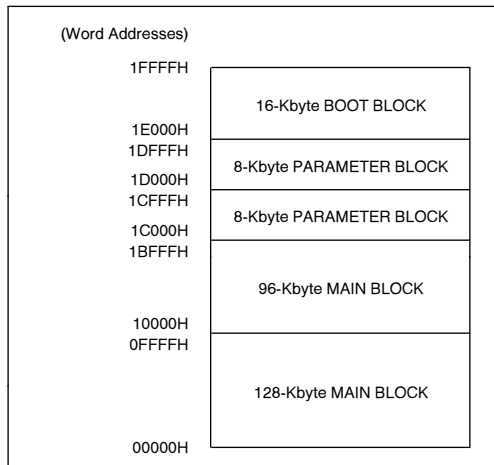 (Word Addresses)
1FFFFH
16-Kbyte BOOT BLOCK
1E000H
1DFFFH
8-Kbyte PARAMETER BLOCK
1D000H
1CFFFH
8-Kbyte PARAMETER BLOCK
1C000H
1BFFFH
96-Kbyte MAIN BLOCK
10000H
0FFFFH
128-Kbyte MAIN BLOCK
00000H